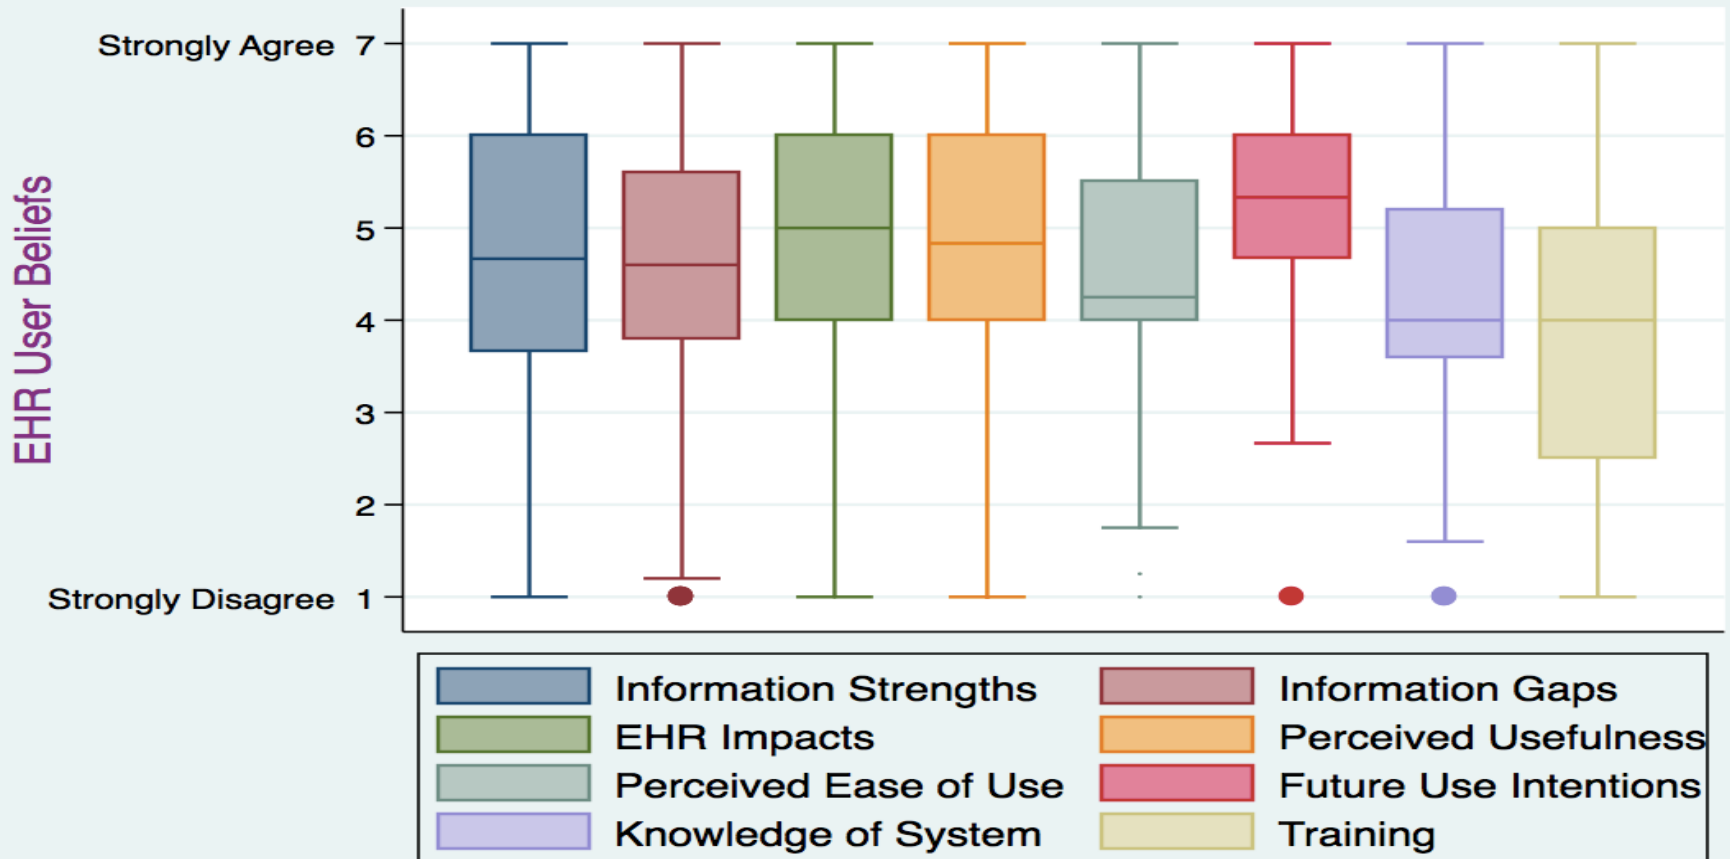 EHR User Beliefs
Strongly Agree 7
6
5
4
3
2
Strongly Disagree 1
Information Strengths
Information Gaps
EHR Impacts
Perceived Usefulness
Perceived Ease of Use
Future Use Intentions
Knowledge of System
Training